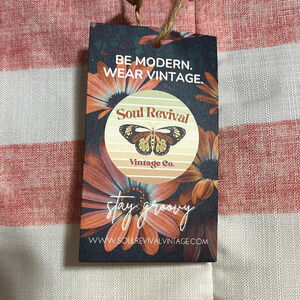 BE MODERN.
WEAR VINTAGE.
Soul Revival
Vintage Co.
stay groovy
WWW.SOULREVIVALVINTAGE.COM